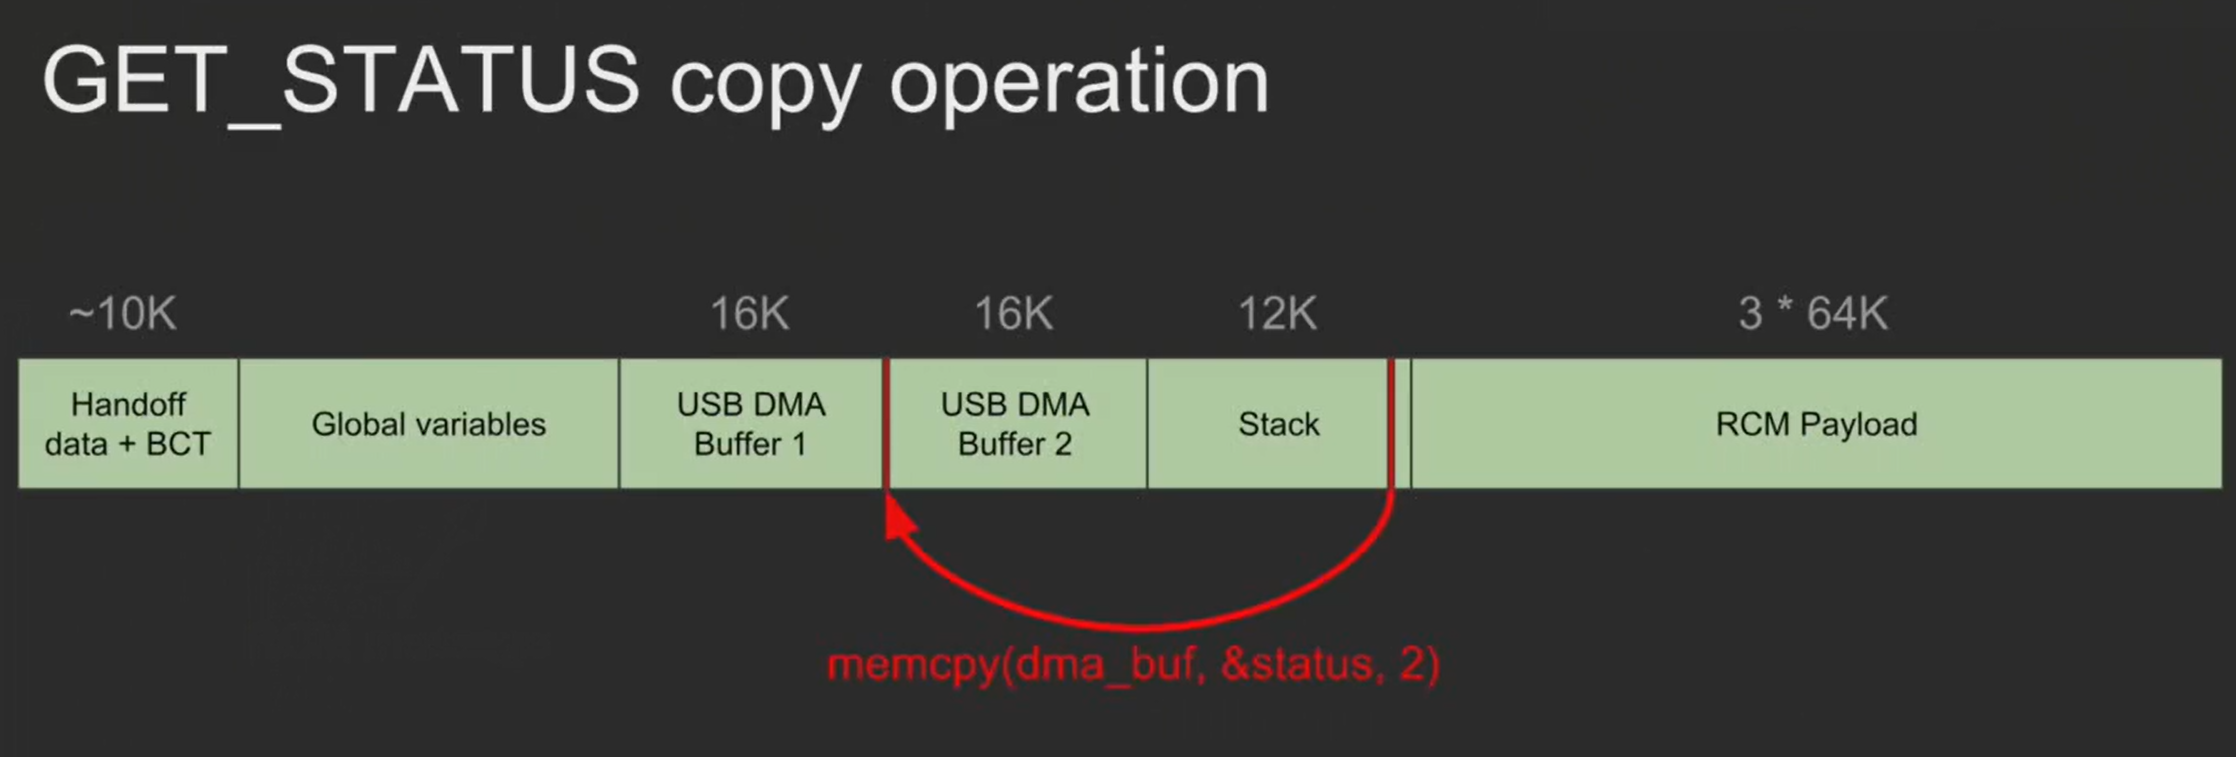 GET_STATUS copy operation
~10K
16K
16K
12K
3 * 64K
Handoff
data + BCT
Global variables
USB DMA
Buffer 1
USB DMA
Buffer 2
Stack
RCM Payload
memcpy(dma_buf, &status, 2)